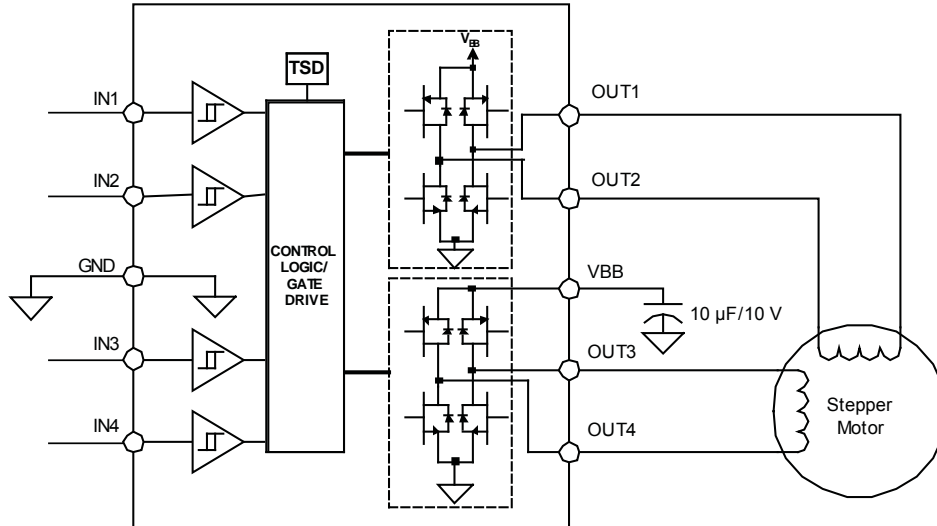 V_BB
TSD
IN1
OUT1
IN2
OUT2
CONTROL
LOGIC/
GATE
DRIVE
GND
VBB
10 µF/10 V
IN3
OUT3
Stepper
Motor
IN4
OUT4